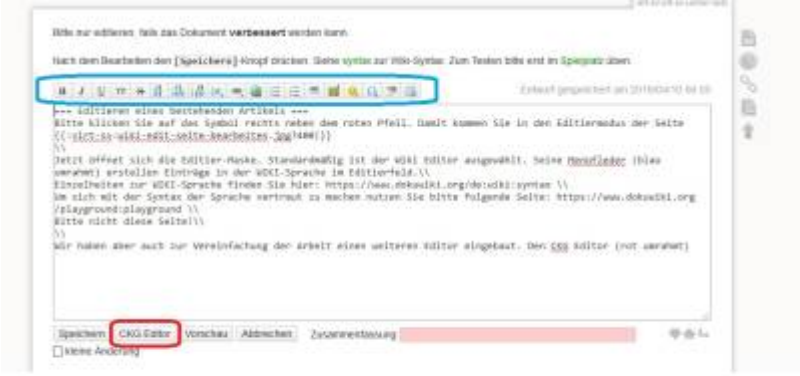 Bitte nur editieren, falls das Dokument verbessert werden kann.
Nach dem Bearbeiten den [Speichern]-Knopf drücken. Siehe syntax zur Wiki-Syntax. Zum Testen bitte erst im Spielplatz üben.
B I U TT S
Entwurf gespeichert am 2018/04/10
=== Editieren eines bestehenden Artikels ===
Bitte klicken Sie auf das Symbol rechts neben dem roten Pfeil. Damit kommen Sie in den Editiermodus der Seite
{{:virt-su:wiki-edit-seite-bearbeites.jpg?400|}}
\\
Jetzt öffnet sich die Editier-Maske. Standardmäßig ist der Wiki Editor ausgewählt. Seine Menüfleder (blau
umrahmt) erstellen Einträge in der WIKI-Sprache im Editierfeld.\\
Einzelheiten zur WIKI-Sprache finden Sie hier: https://www.dokuwiki.org/de:wiki:syntax \\
Um sich mit der Syntax der Sprache vertraut zu machen nutzen Sie bitte folgende Seite: https://www.dokuwiki.org
/playground:playground \\
Bitte nicht diese Seite!\\
\\
Wir haben aber auch zur Vereinfachung der Arbeit einen weiteren Editor eingebaut. Den CKG Editor (rot umrahmt)
Speichern CKG Editor Vorschau Abbrechen Zusammenfassung
kleine Änderung